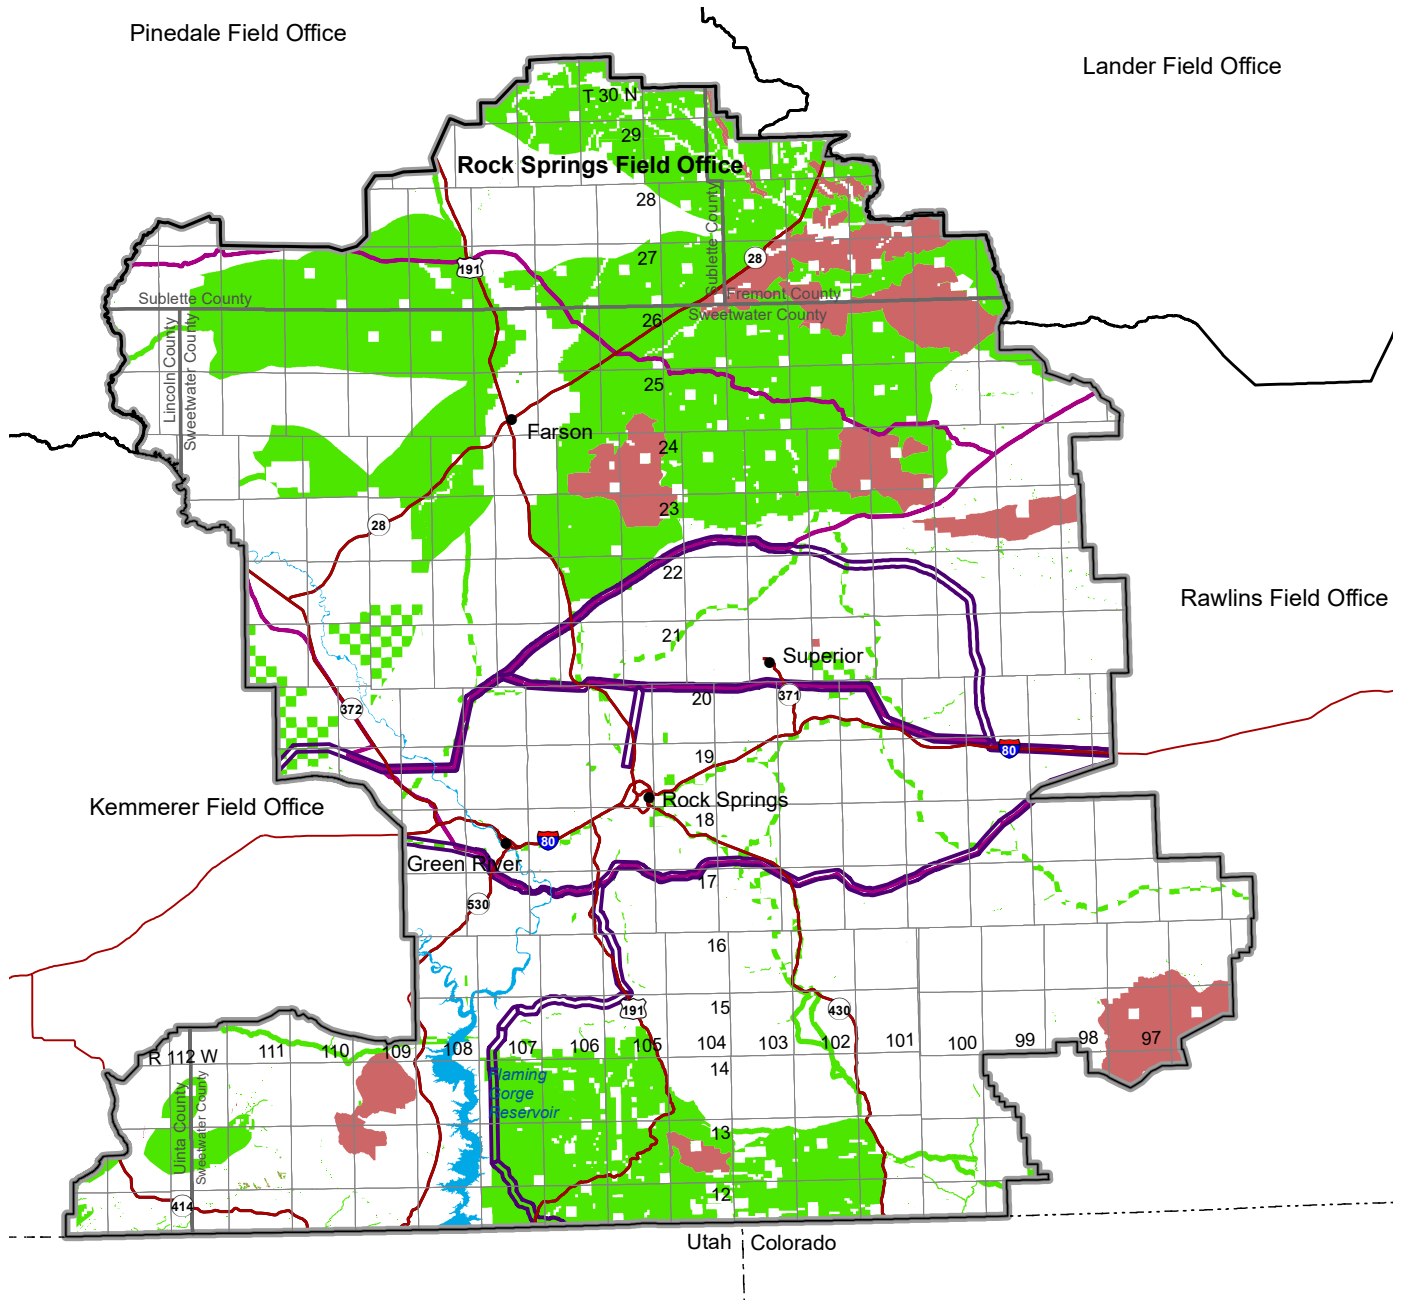 Pinedale Field Office
Lander Field Office
T 30 N
29
Rock Springs Field Office
28
Sublette County
27
28
191
Sublette County
Fremont County
Sweetwater County
26
Lincoln County
Sweetwater County
25
Farson
24
23
28
22
Rawlins Field Office
21
Superior
20
371
372
19
80
Kemmerer Field Office
Rock Springs
18
80
Green River
17
530
16
15
191
430
R 112 W
111
110
109
108
107
106
105
104
103
102
101
100
99
98
97
14
Flaming
Gorge
Reservoir
Uinta County
Sweetwater County
13
12
414
Utah
Colorado